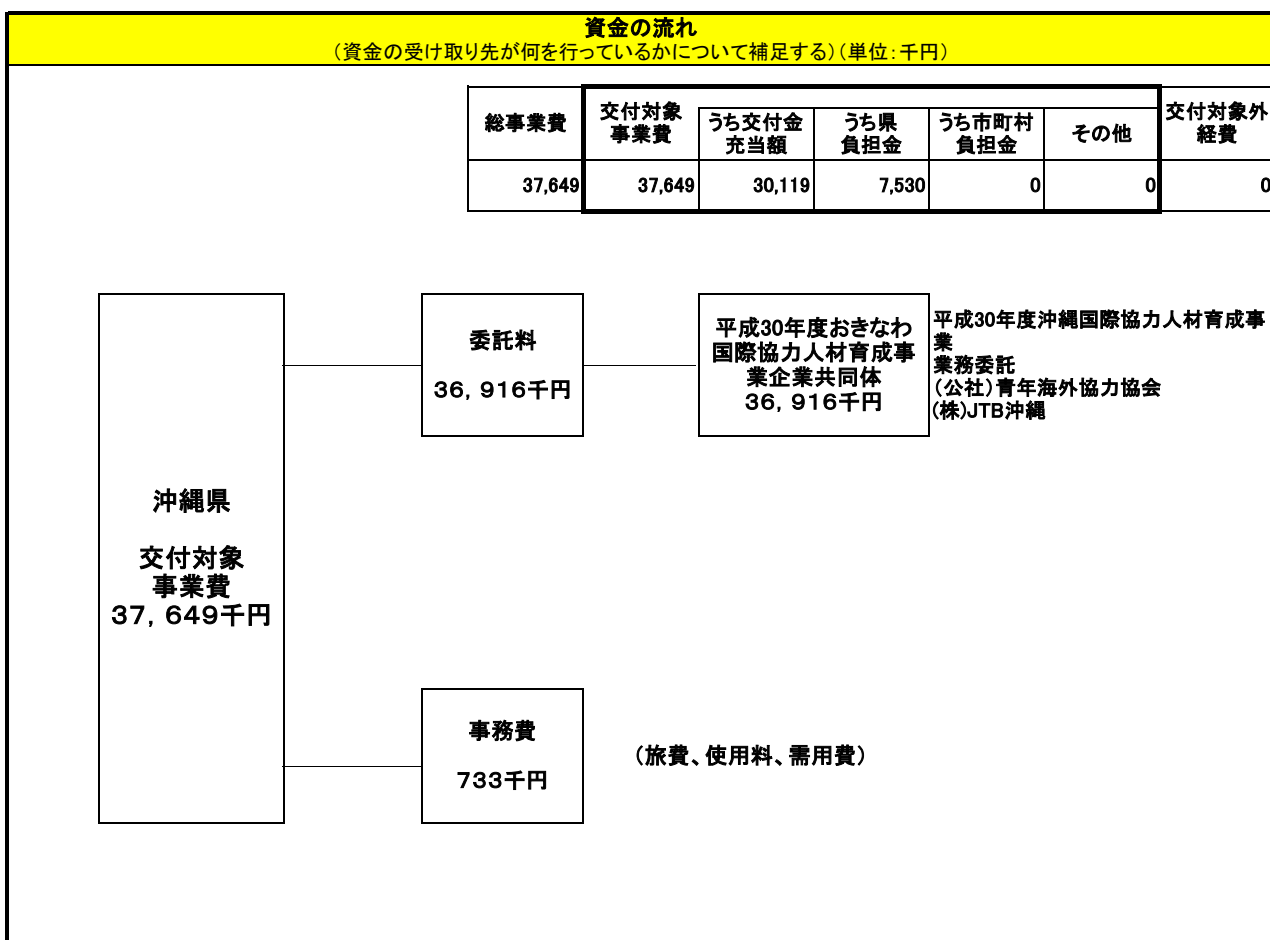 資金の流れ
（資金の受け取り先が何を行っているかについて補足する）（単位：千円）
総事業費
交付対象
事業費
うち交付金
充当額
うち県
負担金
うち市町村
負担金
その他
交付対象外
経費
37,649
37,649
30,119
7,530
0
0
0
委託料
36，916千円
平成30年度おきなわ
国際協力人材育成事
業企業共同体
36，916千円
平成30年度沖縄国際協力人材育成事
業
業務委託
（公社）青年海外協力協会
(株)JTB沖縄
沖縄県
交付対象
事業費
37，649千円
事務費
733千円
（旅費、使用料、需用費）